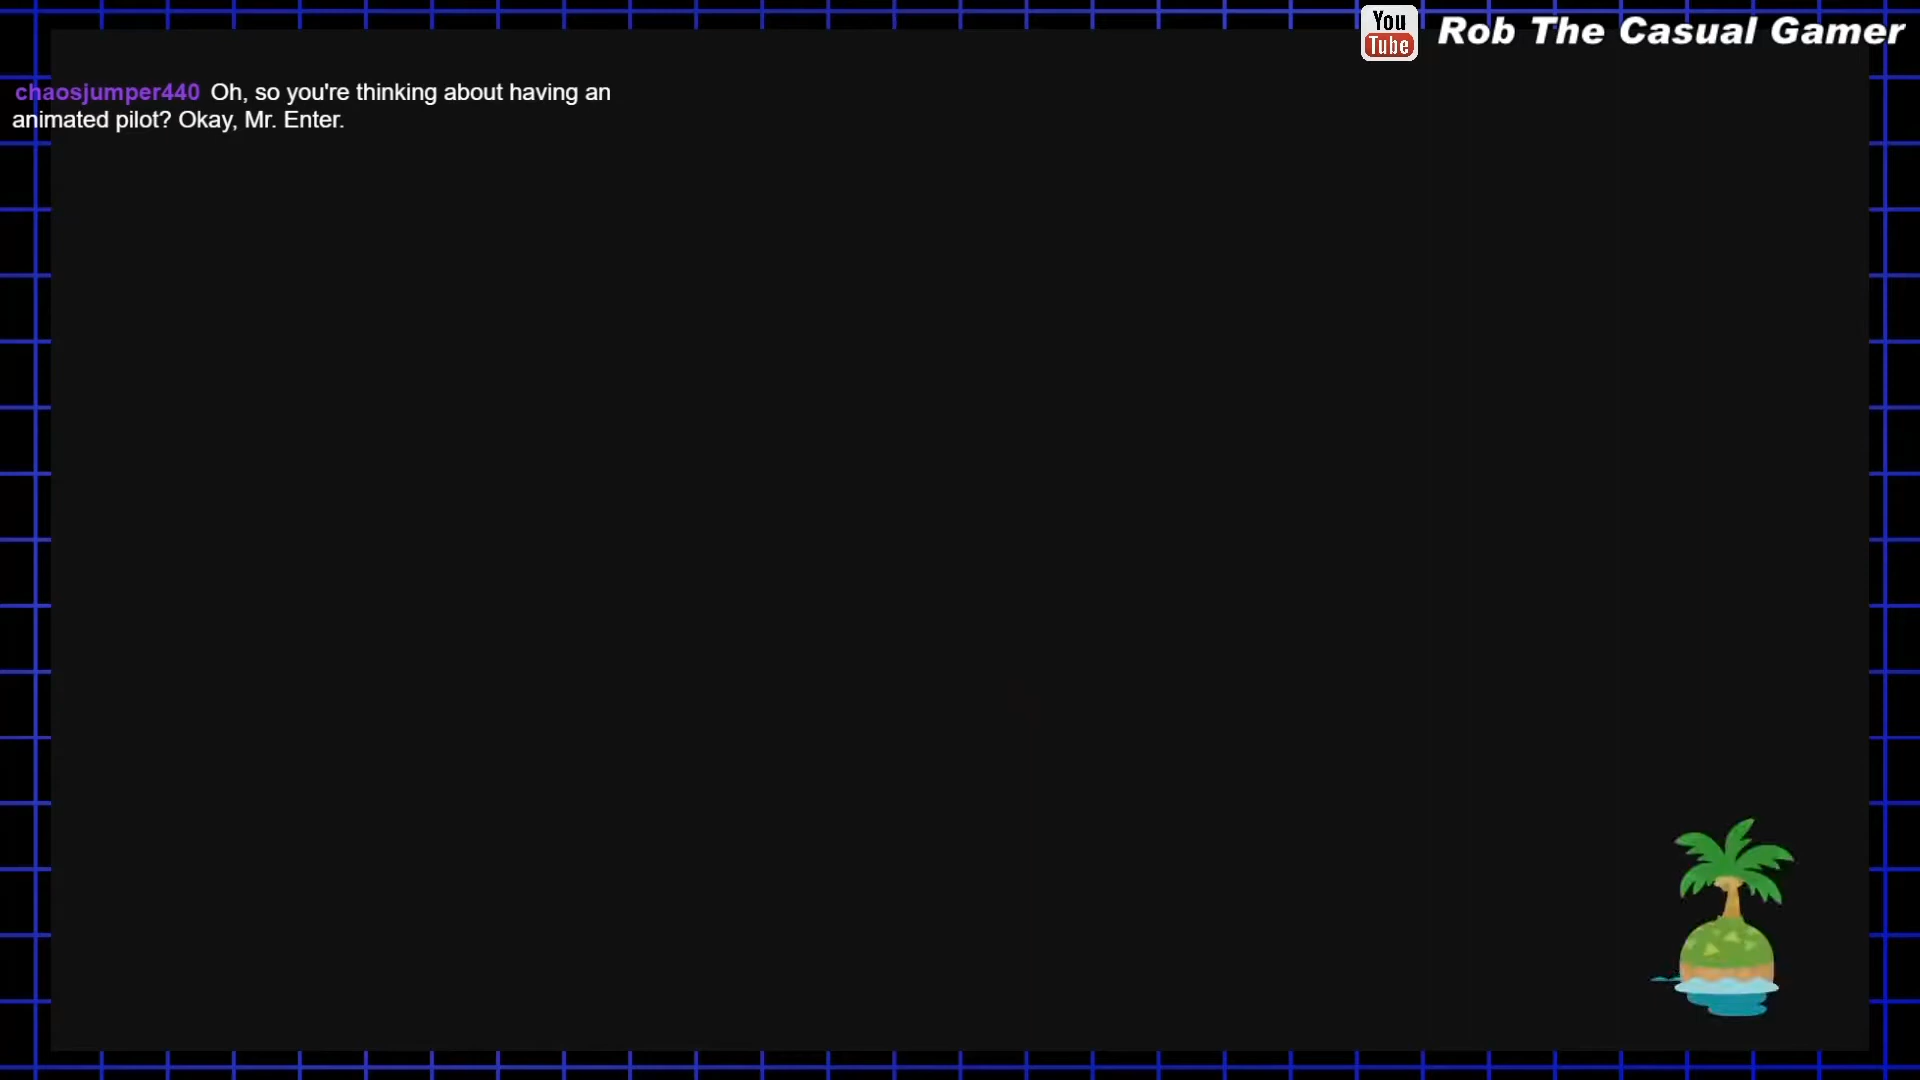 You
Tube
Rob The Casual Gamer
chaosjumper440 Oh, so you're thinking about having an
animated pilot? Okay, Mr. Enter.